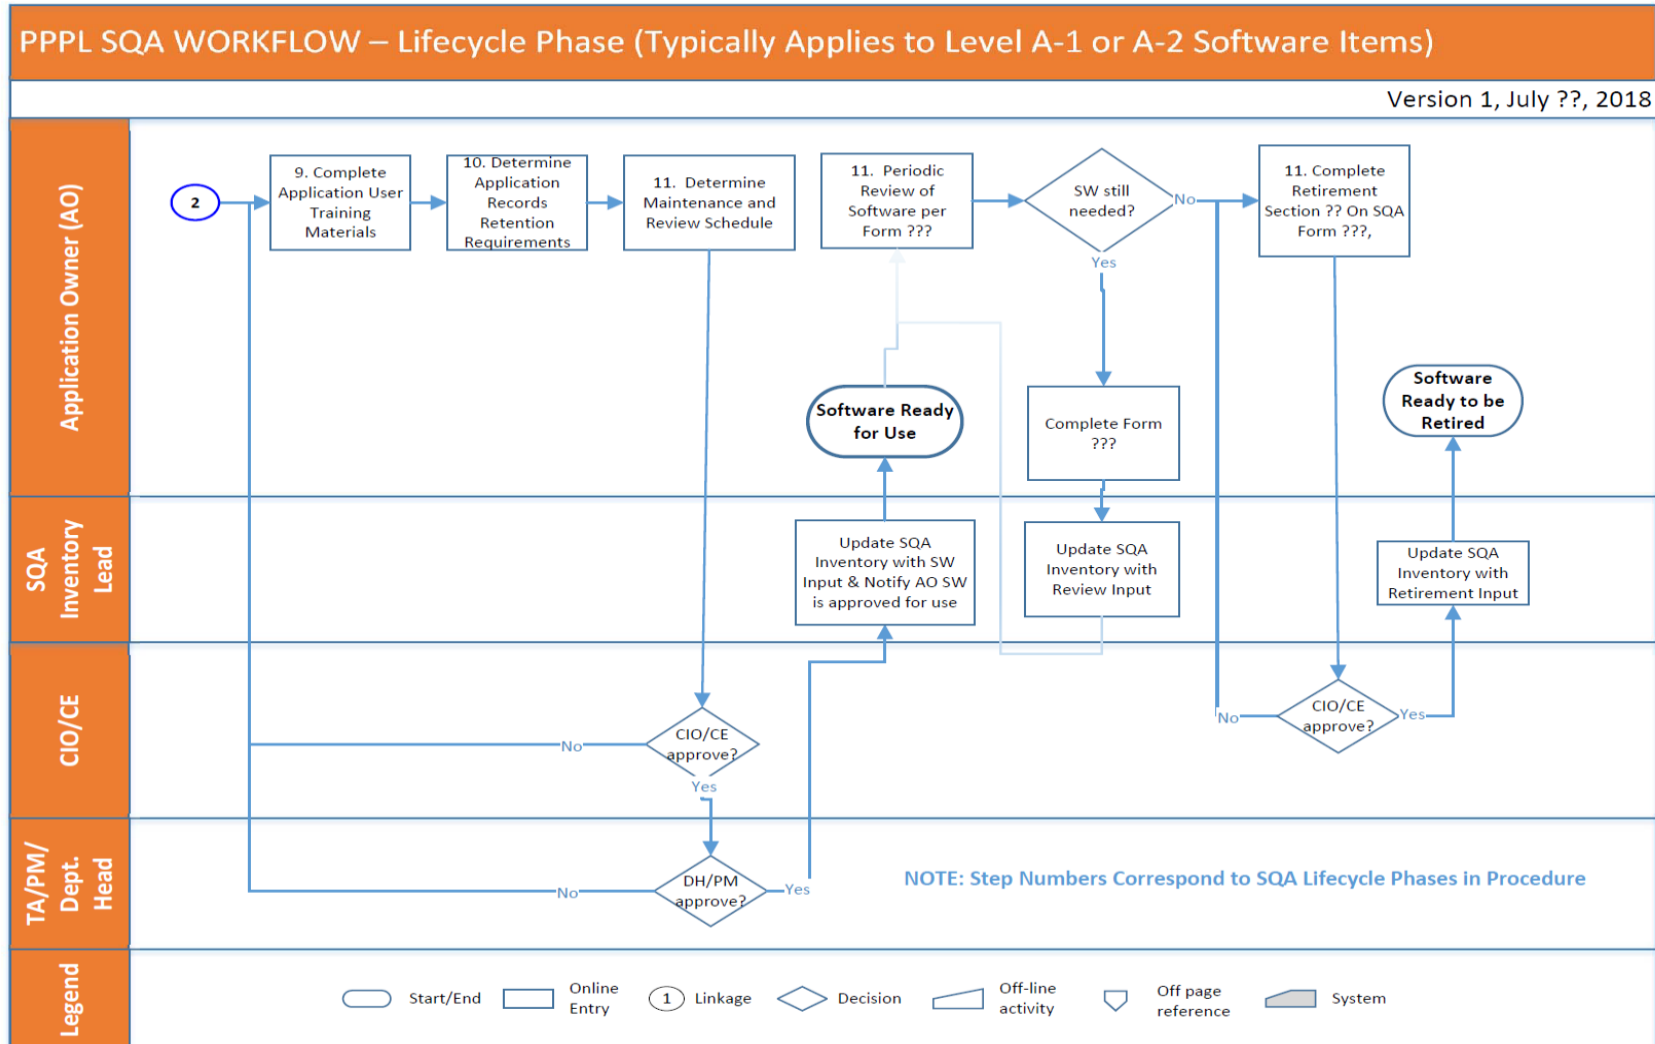 PPPL SQA WORKFLOW – Lifecycle Phase (Typically Applies to Level A-1 or A-2 Software Items)
Version 1, July ??, 2018
Application Owner (AO)
2
9. Complete
Application User
Training
Materials
10. Determine
Application
Records
Retention
Requirements
11. Determine
Maintenance and
Review Schedule
11. Periodic
Review of
Software per
Form ???
SW still
needed?
No
Yes
11. Complete
Retirement
Section ?? On SQA
Form ???,
Software Ready
for Use
Complete Form
???
Software
Ready to be
Retired
SQA
Inventory
Lead
Update SQA
Inventory with SW
Input & Notify AO SW
is approved for use
Update SQA
Inventory with
Review Input
Update SQA
Inventory with
Retirement Input
CIO/CE
No
CIO/CE
approve?
Yes
No
CIO/CE
approve?
Yes
TA/PM/
Dept.
Head
No
DH/PM
approve?
Yes
NOTE: Step Numbers Correspond to SQA Lifecycle Phases in Procedure
Legend
Start/End
Online
Entry
1
Linkage
Decision
Off-line
activity
Off page
reference
System